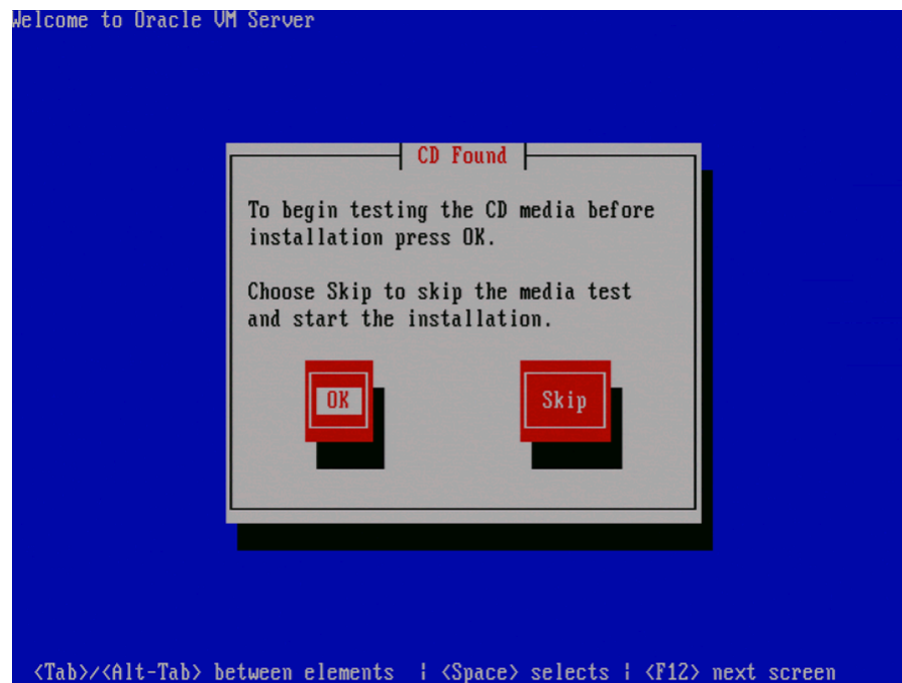 Welcome to Oracle VM Server
CD Found
To begin testing the CD media before
installation press OK.
Choose Skip to skip the media test
and start the installation.
OK Skip
<Tab>/<Alt-Tab> between elements | <Space> selects | <F12> next screen